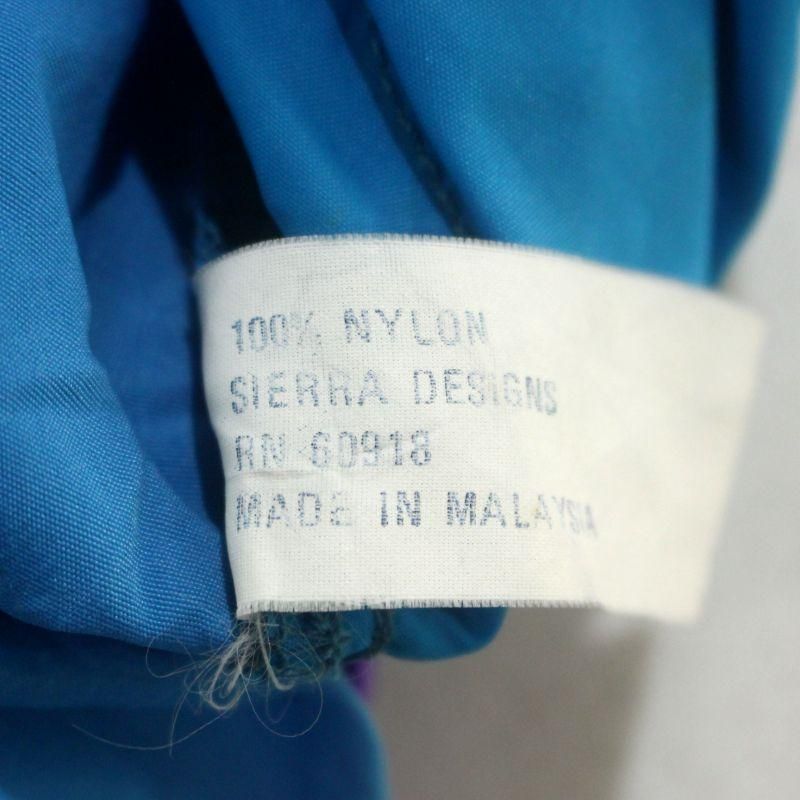 100% NYLON
SIERRA DESIGNS
RN 60918
MADE IN MALAYSIA